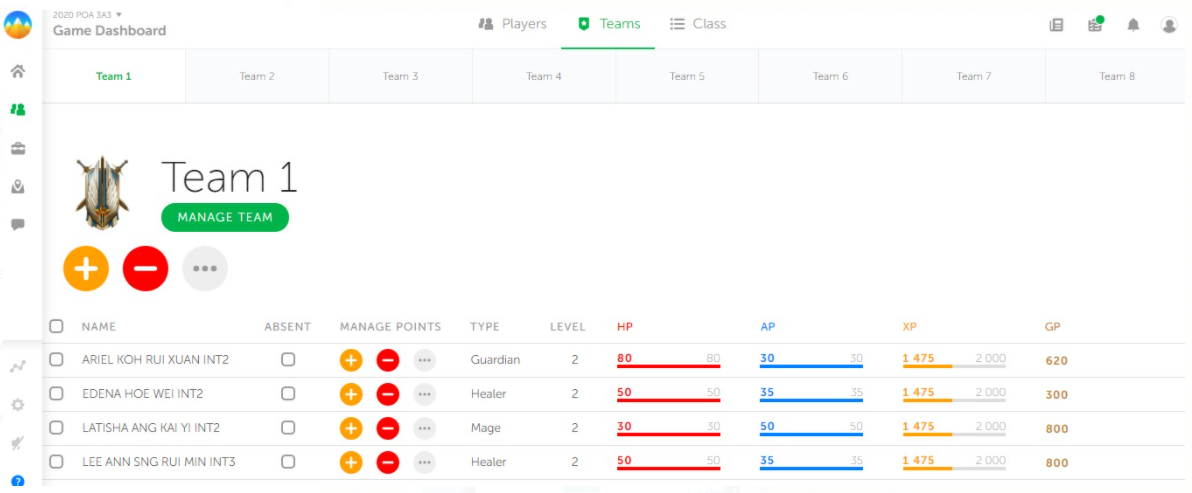 2020 POA 3A3 ▼
Game Dashboard
Players Teams Class
Team 1 Team 2 Team 3 Team 4 Team 5 Team 6 Team 7 Team 8
Team 1
MANAGE TEAM
NAME ABSENT MANAGE POINTS TYPE LEVEL HP AP XP GP
ARIEL KOH RUI XUAN INT2 Guardian 2 80 80 30 30 1 475 2 000 620
EDENA HOE WEI INT2 Healer 2 50 50 35 35 1 475 2 000 300
LATISHA ANG KAI YI INT2 Mage 2 30 30 50 50 1 475 2 000 800
LEE ANN SNG RUI MIN INT3 Healer 2 50 50 35 35 1 475 2 000 800